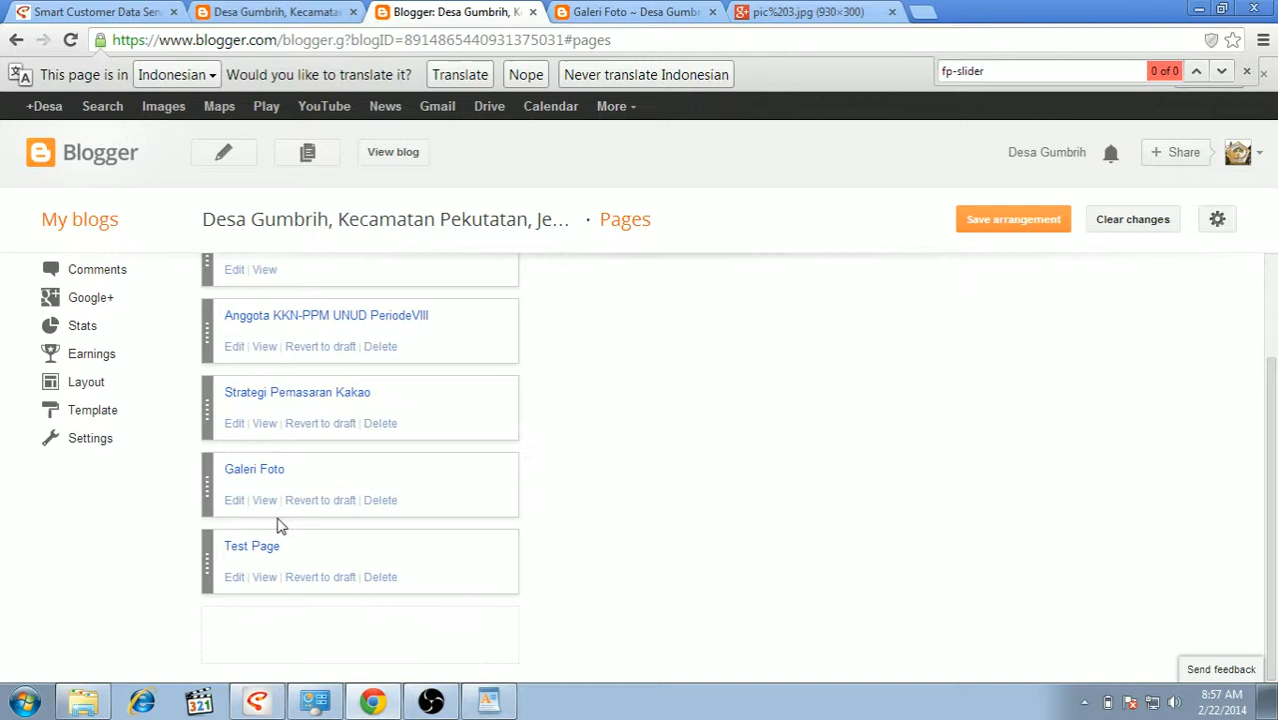 Smart Customer Data Ser
Desa Gumbrih, Kecamatan
Blogger: Desa Gumbrih, K
Galeri Foto ~ Desa Gumb
pic%203.jpg (930×300)
https://www.blogger.com/blogger.g?blogID=8914865440931375031#pages
This page is in Indonesian Would you like to translate it? Translate Nope Never translate Indonesian
fp-slider 0 of 0
+Desa Search Images Maps Play YouTube News Gmail Drive Calendar More
Blogger View blog Desa Gumbrih + Share
My blogs Desa Gumbrih, Kecamatan Pekutatan, Je... · Pages Save arrangement Clear changes
Comments
Google+
Stats
Earnings
Layout
Template
Settings
Edit | View
Anggota KKN-PPM UNUD PeriodeVIII
Edit | View | Revert to draft | Delete
Strategi Pemasaran Kakao
Edit | View | Revert to draft | Delete
Galeri Foto
Edit | View | Revert to draft | Delete
Test Page
Edit | View | Revert to draft | Delete
Send feedback
321
8:57 AM
2/22/2014